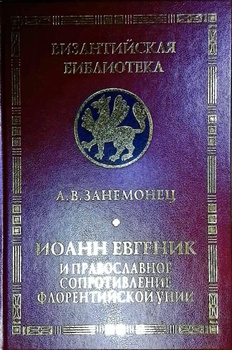 ВИЗАНТИЙСКАЯ
БИБЛИОТЕКА
А.В.ЗАНЕМОНЕЦ
ИОАНН ЕВГЕНИК
И ПРАВОСЛАВНОЕ
СОПРОТИВЛЕНИЕ
ФЛОРЕНТИЙСКОЙ УНИИ